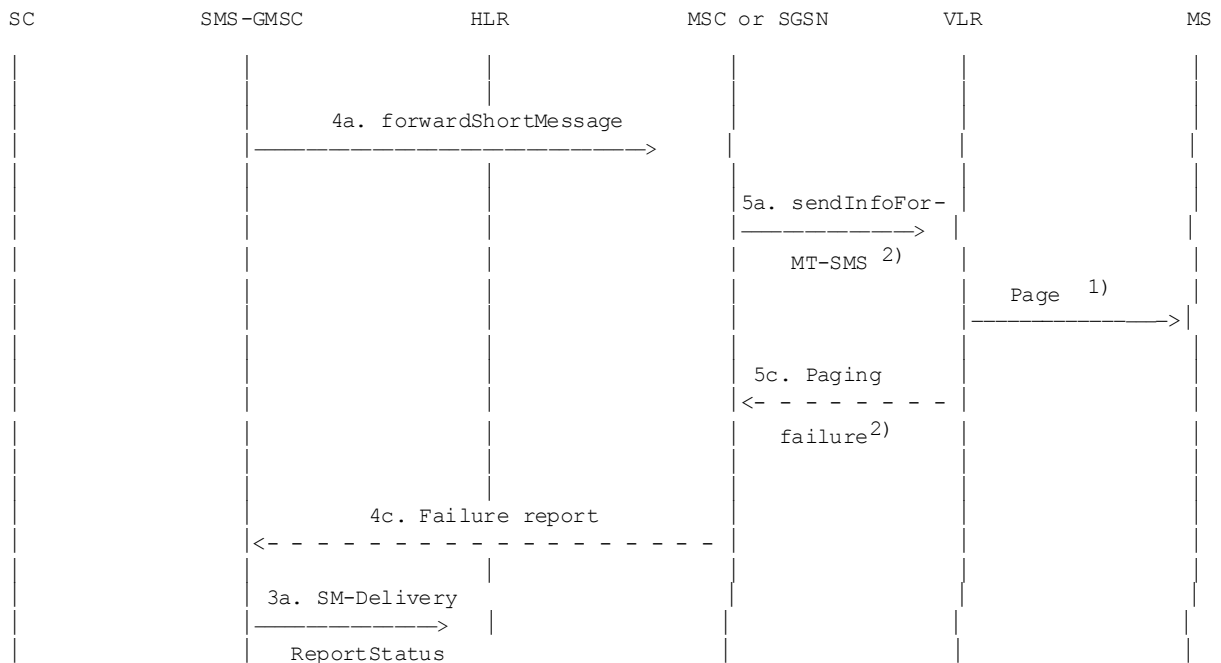 SC SMS-GMSC HLR MSC or SGSN VLR MS
4a. forwardShortMessage
5a. sendInfoFor-
MT-SMS 2)
Page 1)
5c. Paging
failure2)
4c. Failure report
3a. SM-Delivery
ReportStatus